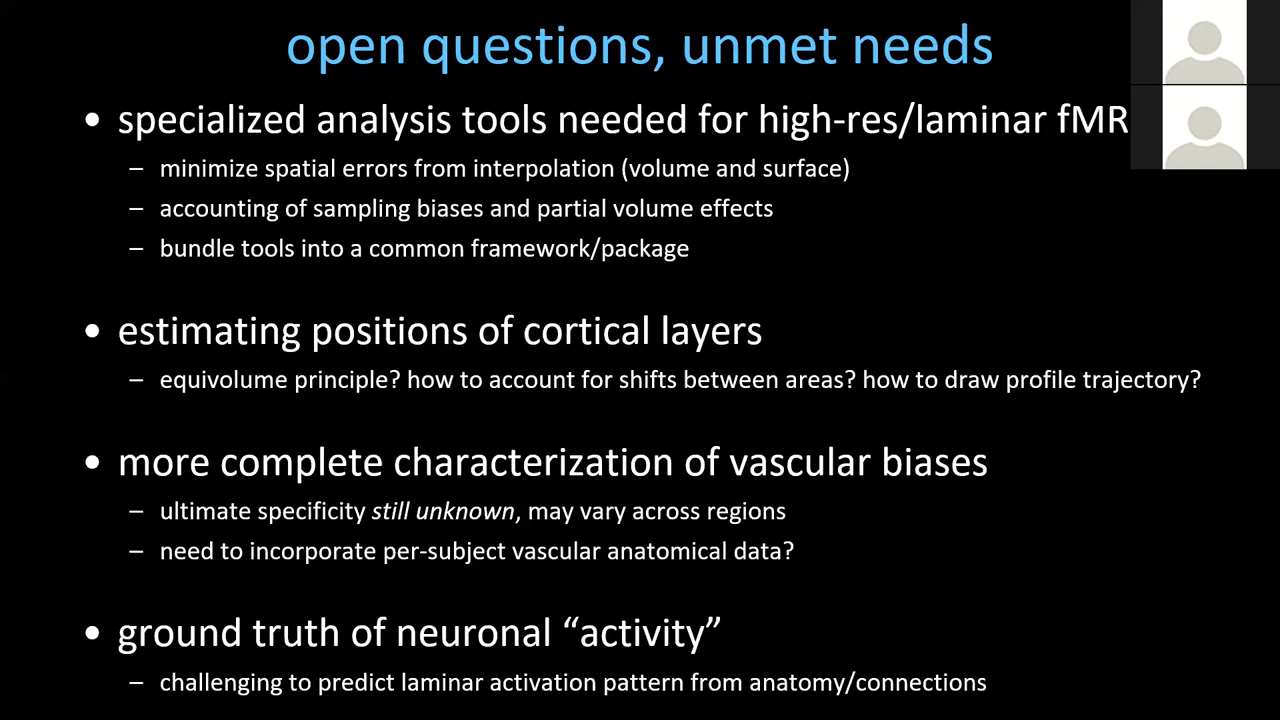 open questions, unmet needs
• specialized analysis tools needed for high-res/laminar fMR
– minimize spatial errors from interpolation (volume and surface)
– accounting of sampling biases and partial volume effects
– bundle tools into a common framework/package
• estimating positions of cortical layers
– equivolume principle? how to account for shifts between areas? how to draw profile trajectory?
• more complete characterization of vascular biases
– ultimate specificity still unknown, may vary across regions
– need to incorporate per-subject vascular anatomical data?
• ground truth of neuronal “activity”
– challenging to predict laminar activation pattern from anatomy/connections